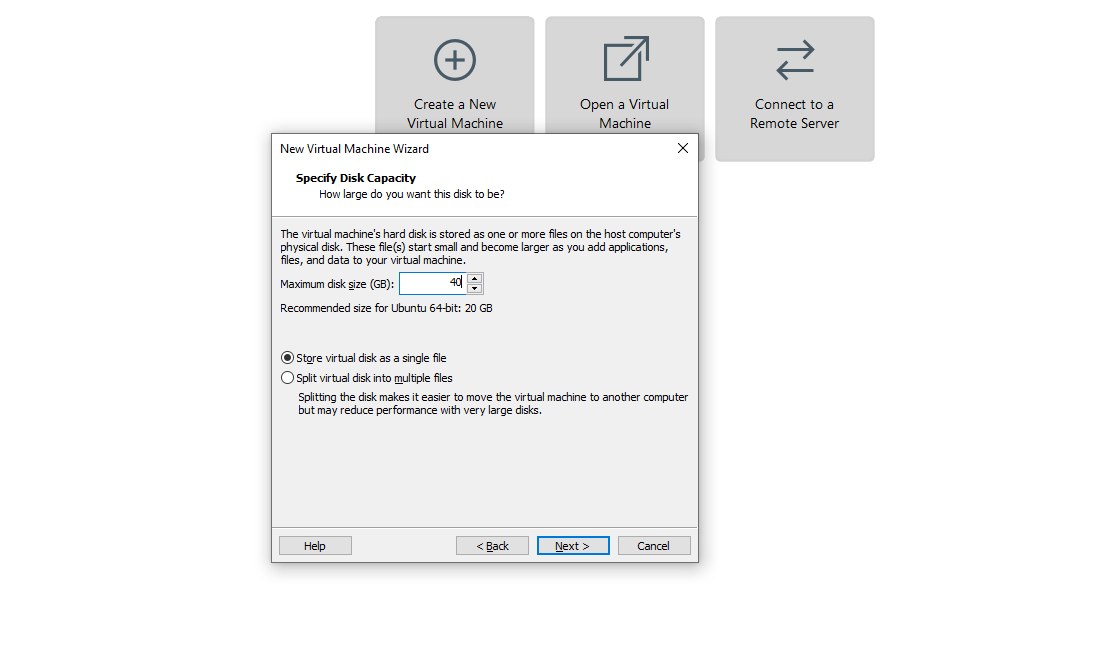 Create a New
Virtual Machine
Open a Virtual
Machine
Connect to a
Remote Server
New Virtual Machine Wizard
Specify Disk Capacity
How large do you want this disk to be?
The virtual machine's hard disk is stored as one or more files on the host computer's
physical disk. These file(s) start small and become larger as you add applications,
files, and data to your virtual machine.
Maximum disk size (GB): 40
Recommended size for Ubuntu 64-bit: 20 GB
Store virtual disk as a single file
Split virtual disk into multiple files
Splitting the disk makes it easier to move the virtual machine to another computer
but may reduce performance with very large disks.
Help < Back Next > Cancel